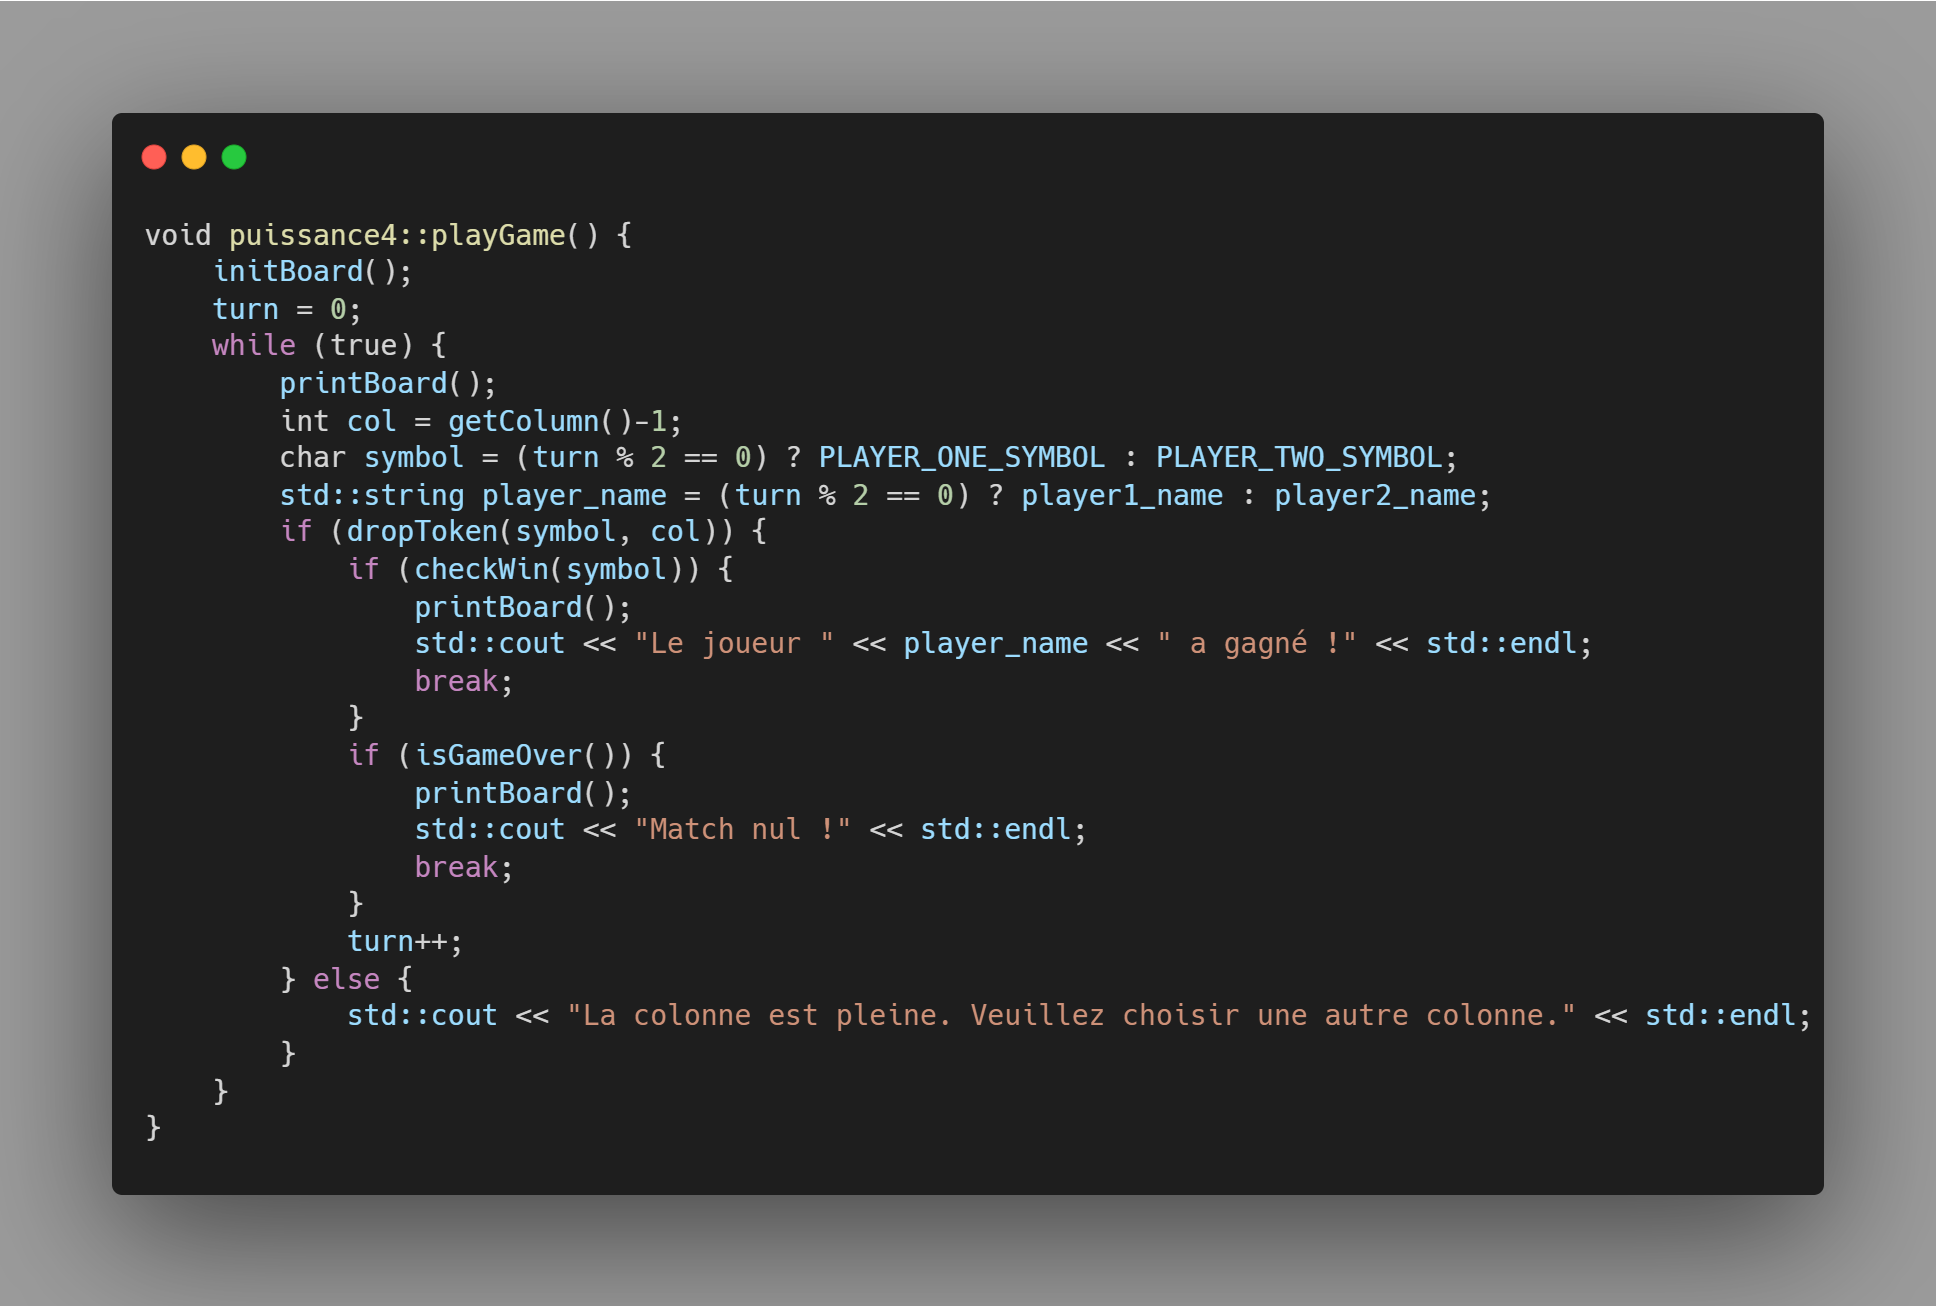 void puissance4::playGame() {
    initBoard();
    turn = 0;
    while (true) {
        printBoard();
        int col = getColumn()-1;
        char symbol = (turn % 2 == 0) ? PLAYER_ONE_SYMBOL : PLAYER_TWO_SYMBOL;
        std::string player_name = (turn % 2 == 0) ? player1_name : player2_name;
        if (dropToken(symbol, col)) {
            if (checkWin(symbol)) {
                printBoard();
                std::cout << "Le joueur " << player_name << " a gagné !" << std::endl;
                break;
            }
            if (isGameOver()) {
                printBoard();
                std::cout << "Match nul !" << std::endl;
                break;
            }
            turn++;
        } else {
            std::cout << "La colonne est pleine. Veuillez choisir une autre colonne." << std::endl;
        }
    }
}